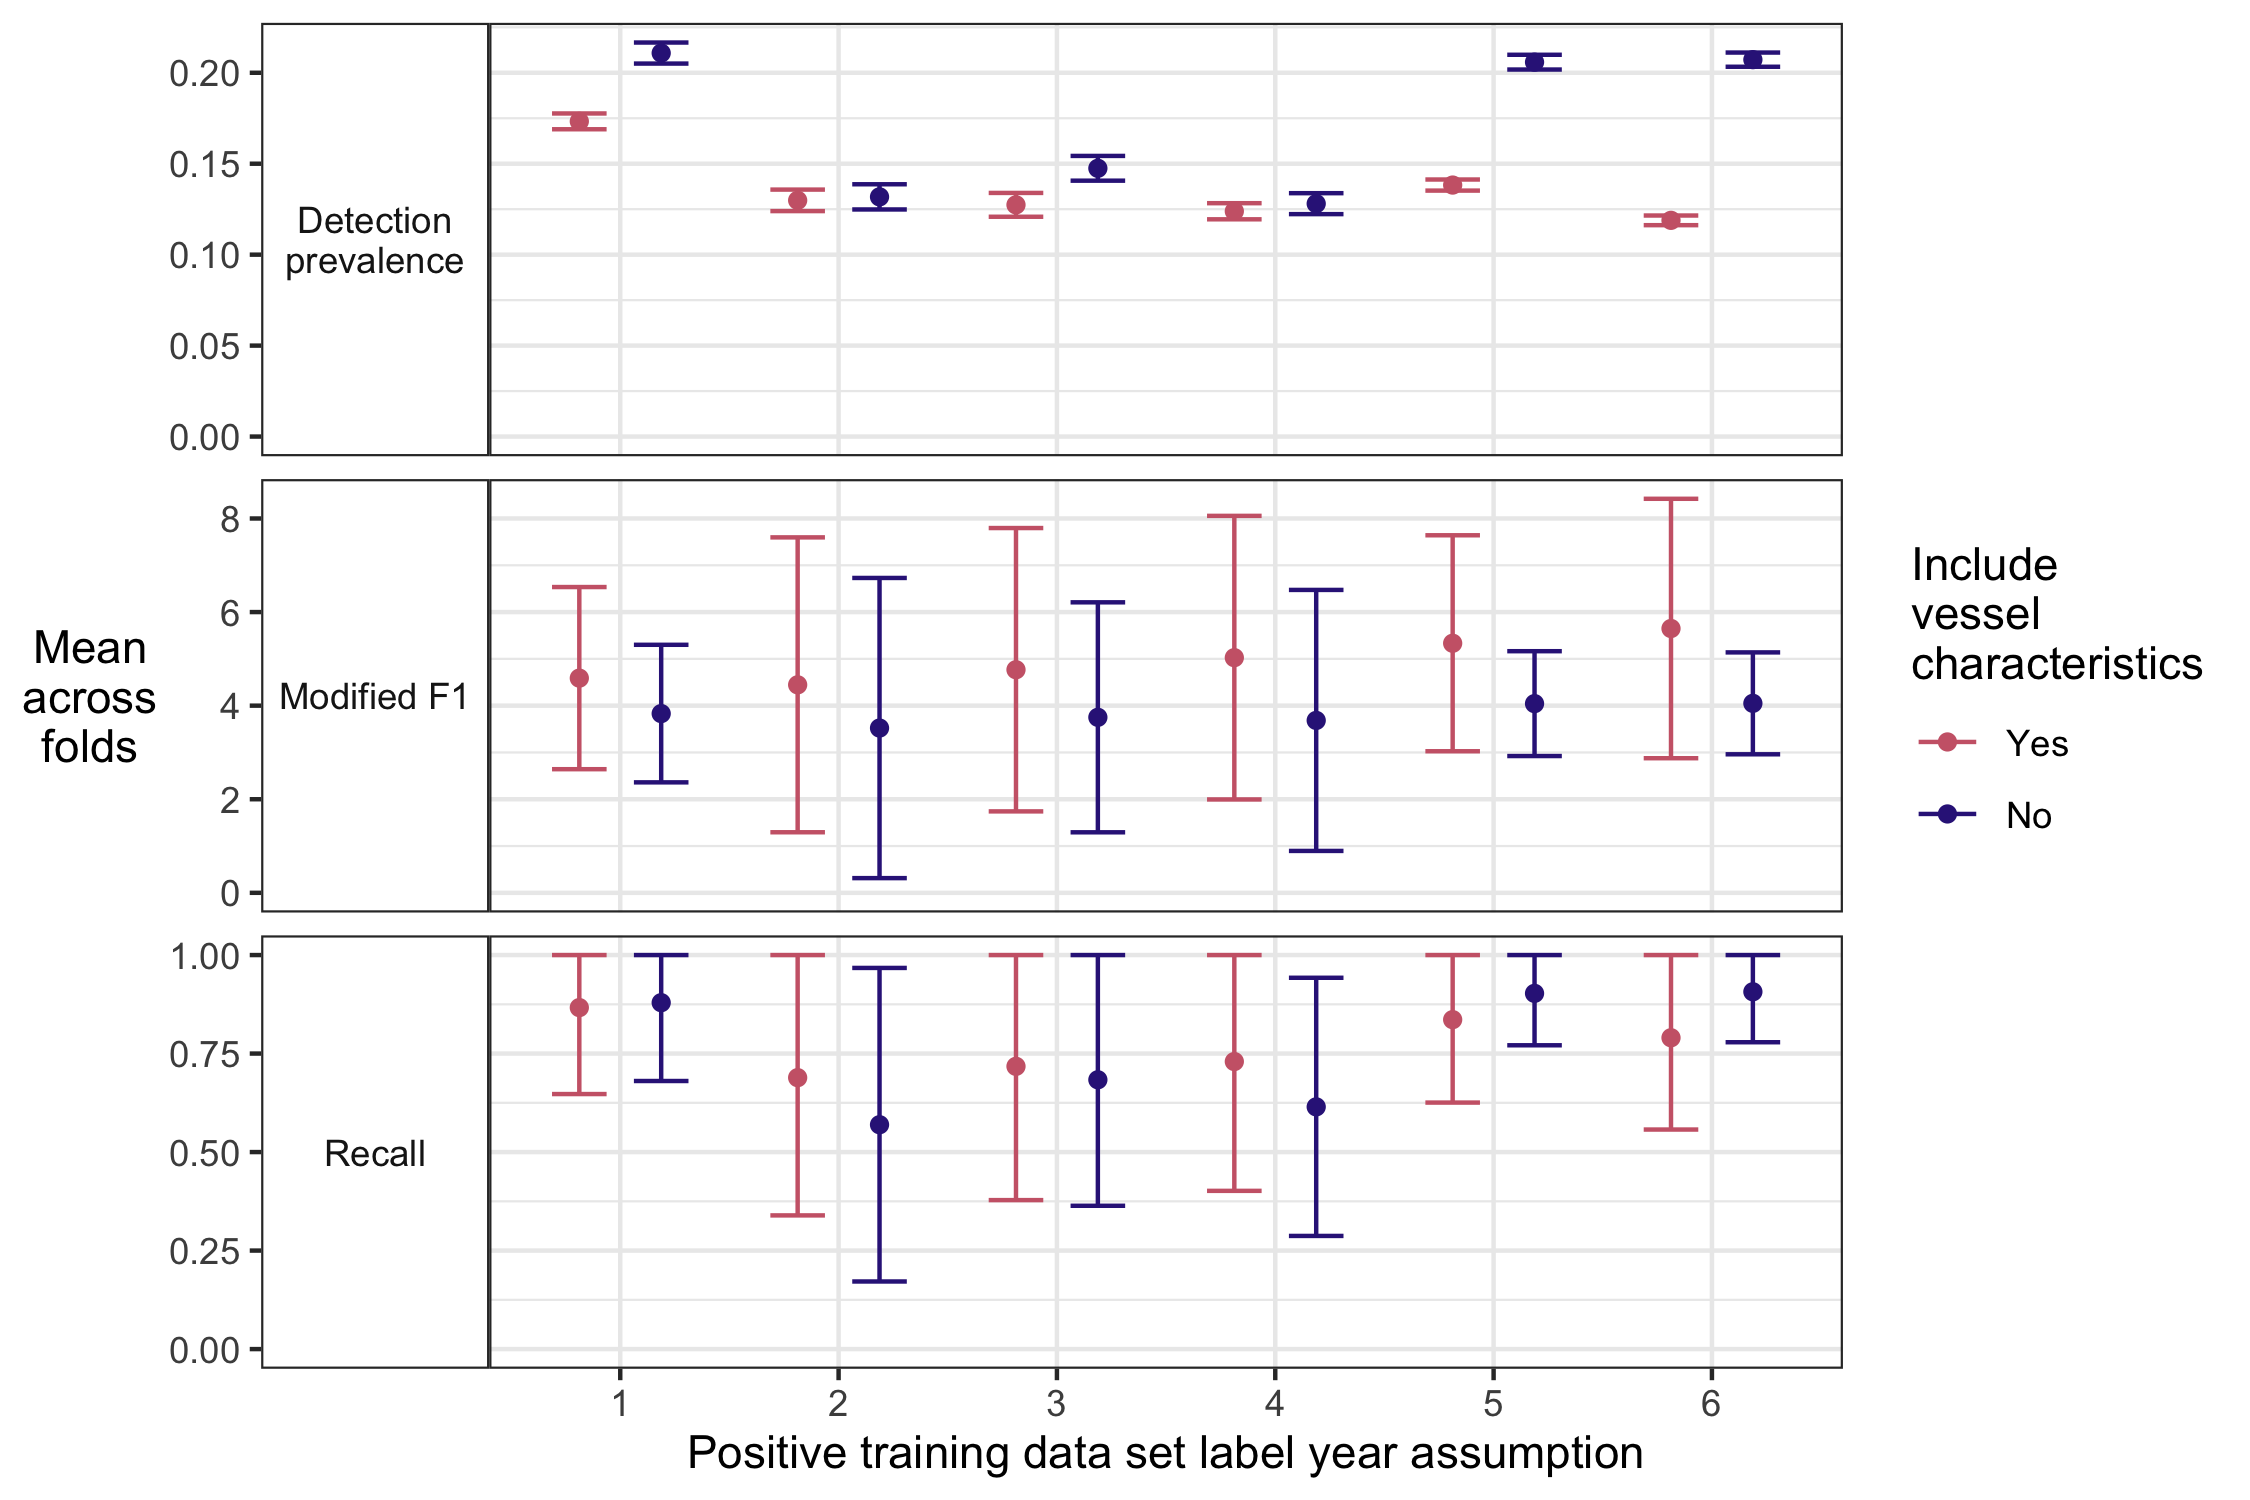 0.20
0.15
0.10
0.05
0.00
Detection
prevalence
8
6
4
2
0
Modified F1
1.00
0.75
0.50
0.25
0.00
Recall
Mean
across
folds
1 2 3 4 5 6
Positive training data set label year assumption
Include
vessel
characteristics
Yes
No